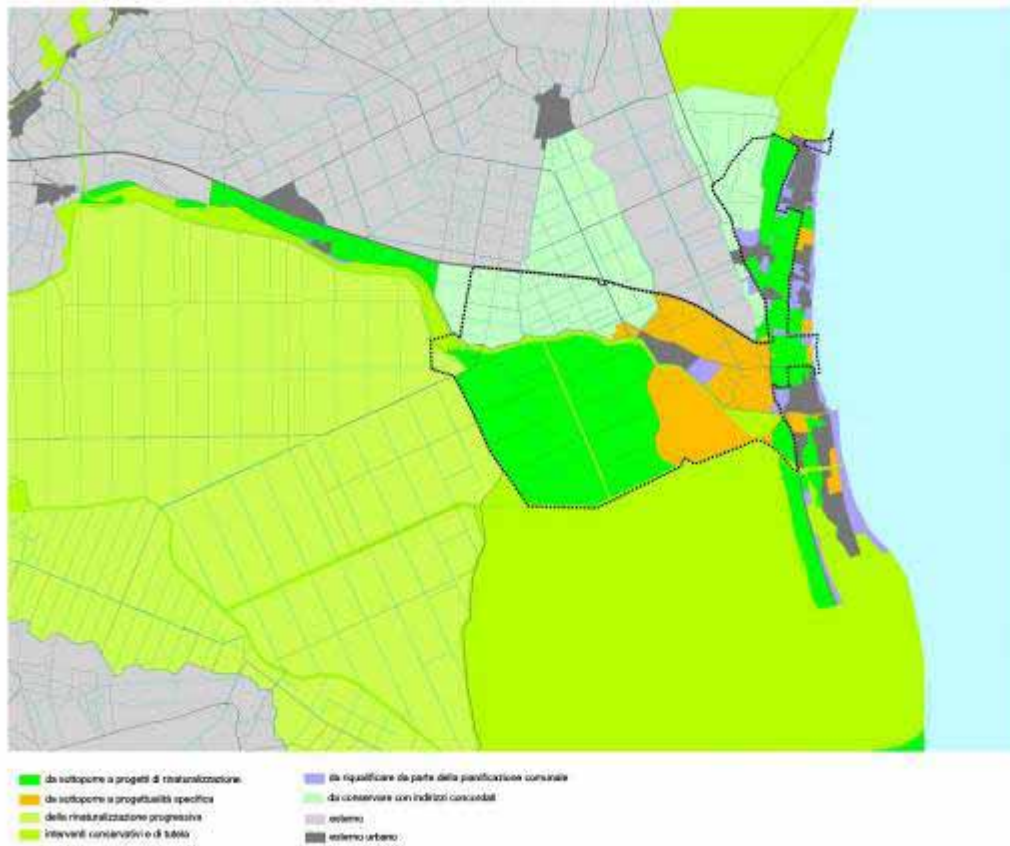 da sottoporre a progetti di rinaturalizzazione
da sottoporre a progettualità specifica
della rinaturalizzazione progressiva
interventi conservativi e di tutela
da riqualificare da parte della pianificazione comunale
da conservare con indirizzi concordati
esterno
esterno urbano